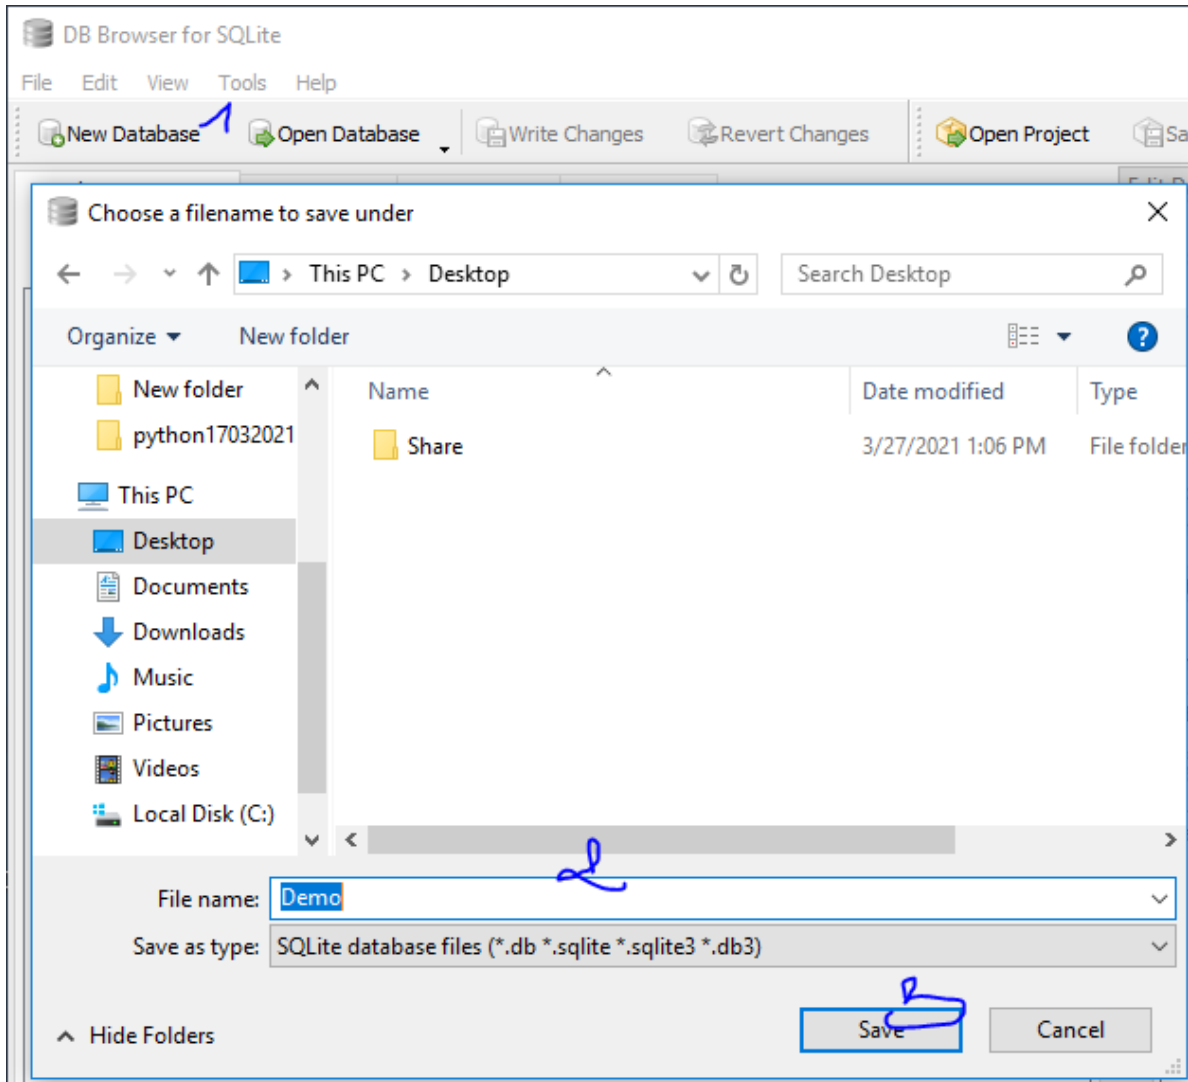 DB Browser for SQLite
File Edit View Tools Help
1
New Database Open Database Write Changes Revert Changes Open Project
Choose a filename to save under
This PC > Desktop Search Desktop
Organize New folder ?
New folder Name Date modified Type
python17032021 Share 3/27/2021 1:06 PM File folder
This PC
Desktop
Documents
Downloads
Music
Pictures
Videos
Local Disk (C:)
2
File name: Demo
Save as type: SQLite database files (*.db *.sqlite *.sqlite3 *.db3)
3
Hide Folders Save Cancel